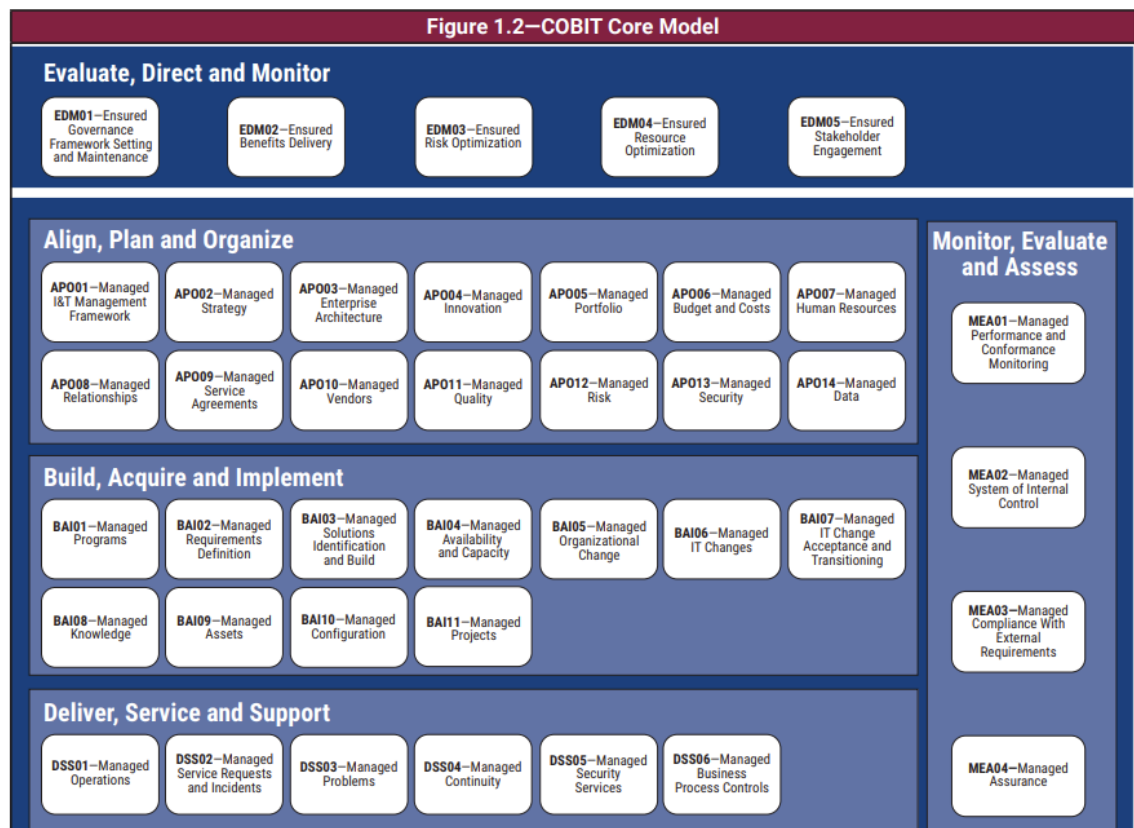 Figure 1.2—COBIT Core Model
Evaluate, Direct and Monitor
EDM01—Ensured
Governance
Framework Setting
and Maintenance
EDM02—Ensured
Benefits Delivery
EDM03—Ensured
Risk Optimization
EDM04—Ensured
Resource
Optimization
EDM05—Ensured
Stakeholder
Engagement
Align, Plan and Organize
APO01—Managed
I&T Management
Framework
APO02—Managed
Strategy
APO03—Managed
Enterprise
Architecture
APO04—Managed
Innovation
APO05—Managed
Portfolio
APO06—Managed
Budget and Costs
APO07—Managed
Human Resources
APO08—Managed
Relationships
APO09—Managed
Service
Agreements
APO10—Managed
Vendors
APO11—Managed
Quality
APO12—Managed
Risk
APO13—Managed
Security
APO14—Managed
Data
Build, Acquire and Implement
BAI01—Managed
Programs
BAI02—Managed
Requirements
Definition
BAI03—Managed
Solutions
Identification
and Build
BAI04—Managed
Availability
and Capacity
BAI05—Managed
Organizational
Change
BAI06—Managed
IT Changes
BAI07—Managed
IT Change
Acceptance and
Transitioning
BAI08—Managed
Knowledge
BAI09—Managed
Assets
BAI10—Managed
Configuration
BAI11—Managed
Projects
Deliver, Service and Support
DSS01—Managed
Operations
DSS02—Managed
Service Requests
and Incidents
DSS03—Managed
Problems
DSS04—Managed
Continuity
DSS05—Managed
Security
Services
DSS06—Managed
Business
Process Controls
Monitor, Evaluate
and Assess
MEA01—Managed
Performance and
Conformance
Monitoring
MEA02—Managed
System of Internal
Control
MEA03—Managed
Compliance With
External
Requirements
MEA04—Managed
Assurance